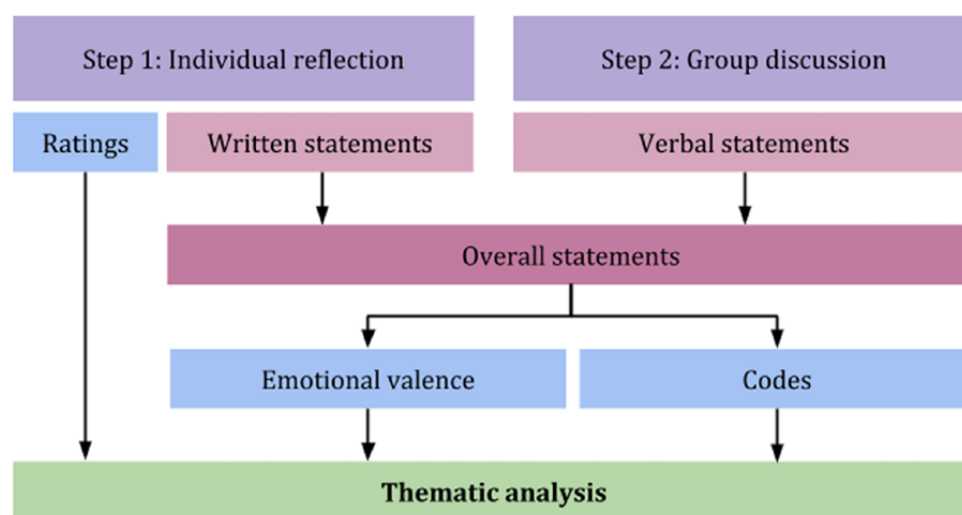 Step 1: Individual reflection
Step 2: Group discussion
Ratings
Written statements
Verbal statements
Overall statements
Emotional valence
Codes
Thematic analysis